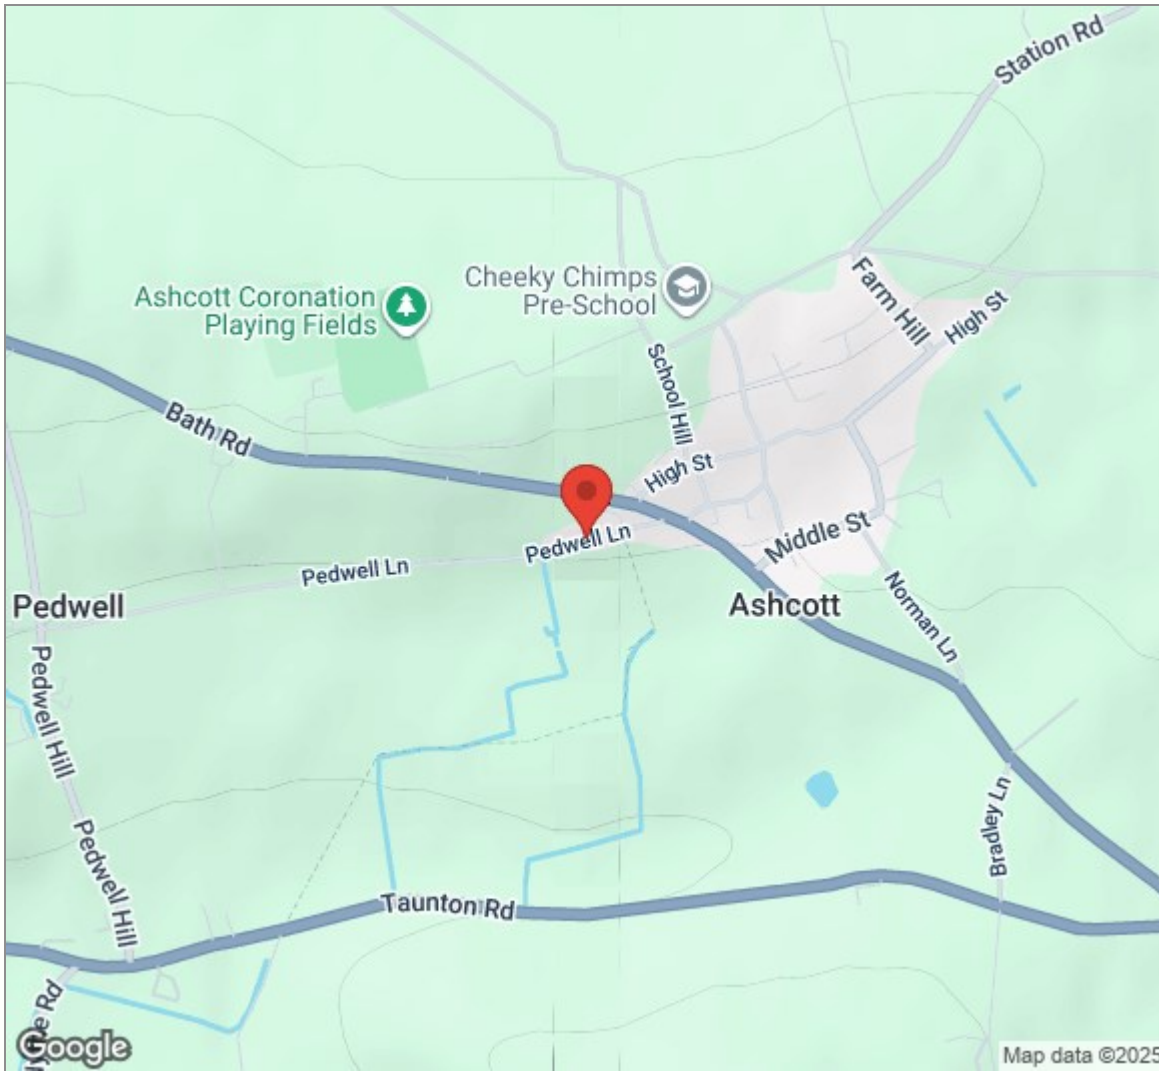 Station Rd
Cheeky Chimps
Pre-School
Ashcott Coronation
Playing Fields
Farm Hill
High St
Bath Rd
School Hill
High St
Pedwell Ln
Middle St
Pedwell Ln
Pedwell
Ashcott
Norman Ln
Pedwell Hill
Pedwell Hill
Bradley Ln
Taunton Rd
Rd
Google
Map data ©2025